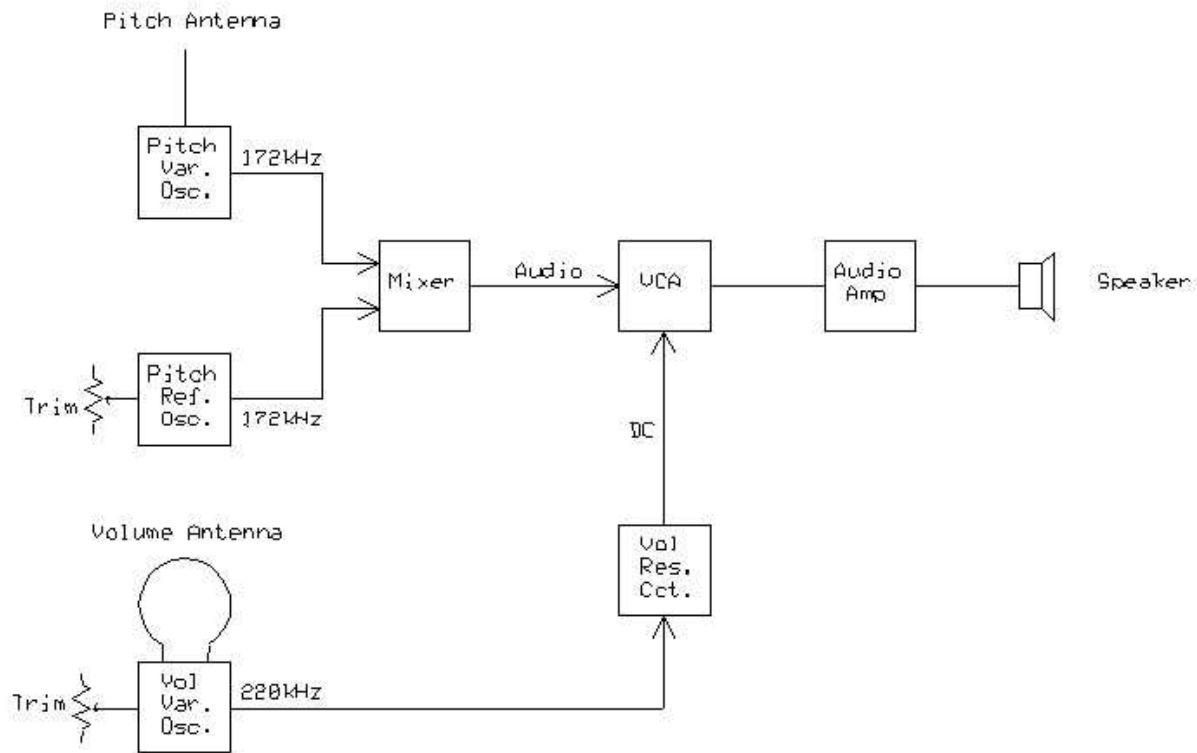 Pitch Antenna
Pitch
Var.
Osc.
172kHz
Mixer
Audio
VCA
Audio
Amp
Speaker
Trim
Pitch
Ref.
Osc.
172kHz
DC
Volume Antenna
Vol
Res.
Cct.
Trim
Vol
Var.
Osc.
220kHz